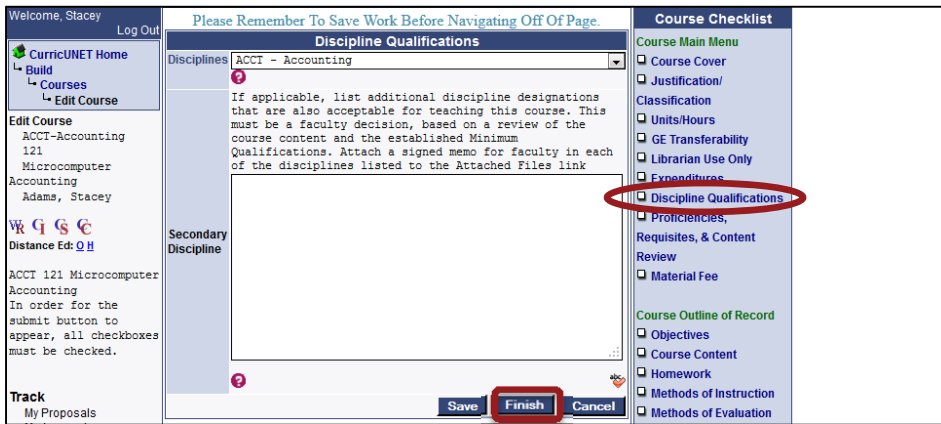 Welcome, Stacey
Log Out
CurricUNET Home
Build
Courses
Edit Course
Edit Course
ACCT-Accounting
121
Microcomputer
Accounting
Adams, Stacey
WR CI CS CC
Distance Ed: O H
ACCT 121 Microcomputer
Accounting
In order for the
submit button to
appear, all checkboxes
must be checked.
Track
My Proposals
Please Remember To Save Work Before Navigating Off Of Page.
Discipline Qualifications
Disciplines ACCT - Accounting
?
If applicable, list additional discipline designations
that are also acceptable for teaching this course. This
must be a faculty decision, based on a review of the
course content and the established Minimum
Qualifications. Attach a signed memo for faculty in each
of the disciplines listed to the Attached Files link
Secondary
Discipline
?
abc
Save Finish Cancel
Course Checklist
Course Main Menu
Course Cover
Justification/
Classification
Units/Hours
GE Transferability
Librarian Use Only
Expenditures
Discipline Qualifications
Proficiencies,
Requisites, & Content
Review
Material Fee
Course Outline of Record
Objectives
Course Content
Homework
Methods of Instruction
Methods of Evaluation